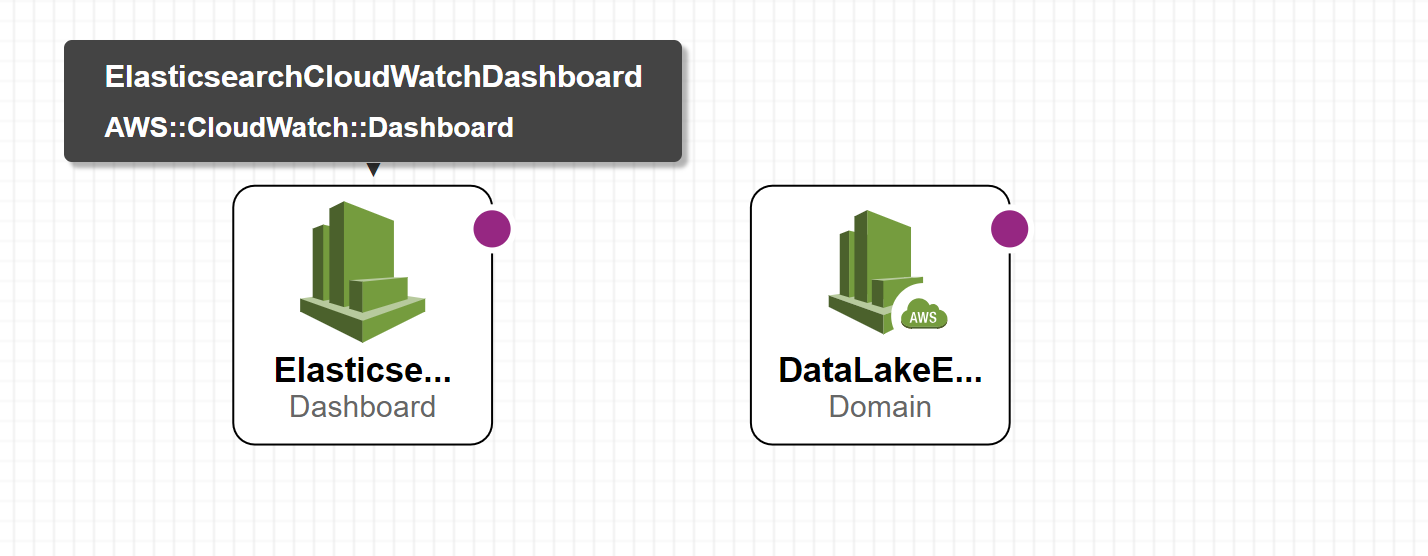 ElasticsearchCloudWatchDashboard
AWS::CloudWatch::Dashboard
Elasticse...
Dashboard
AWS
DataLakeE...
Domain